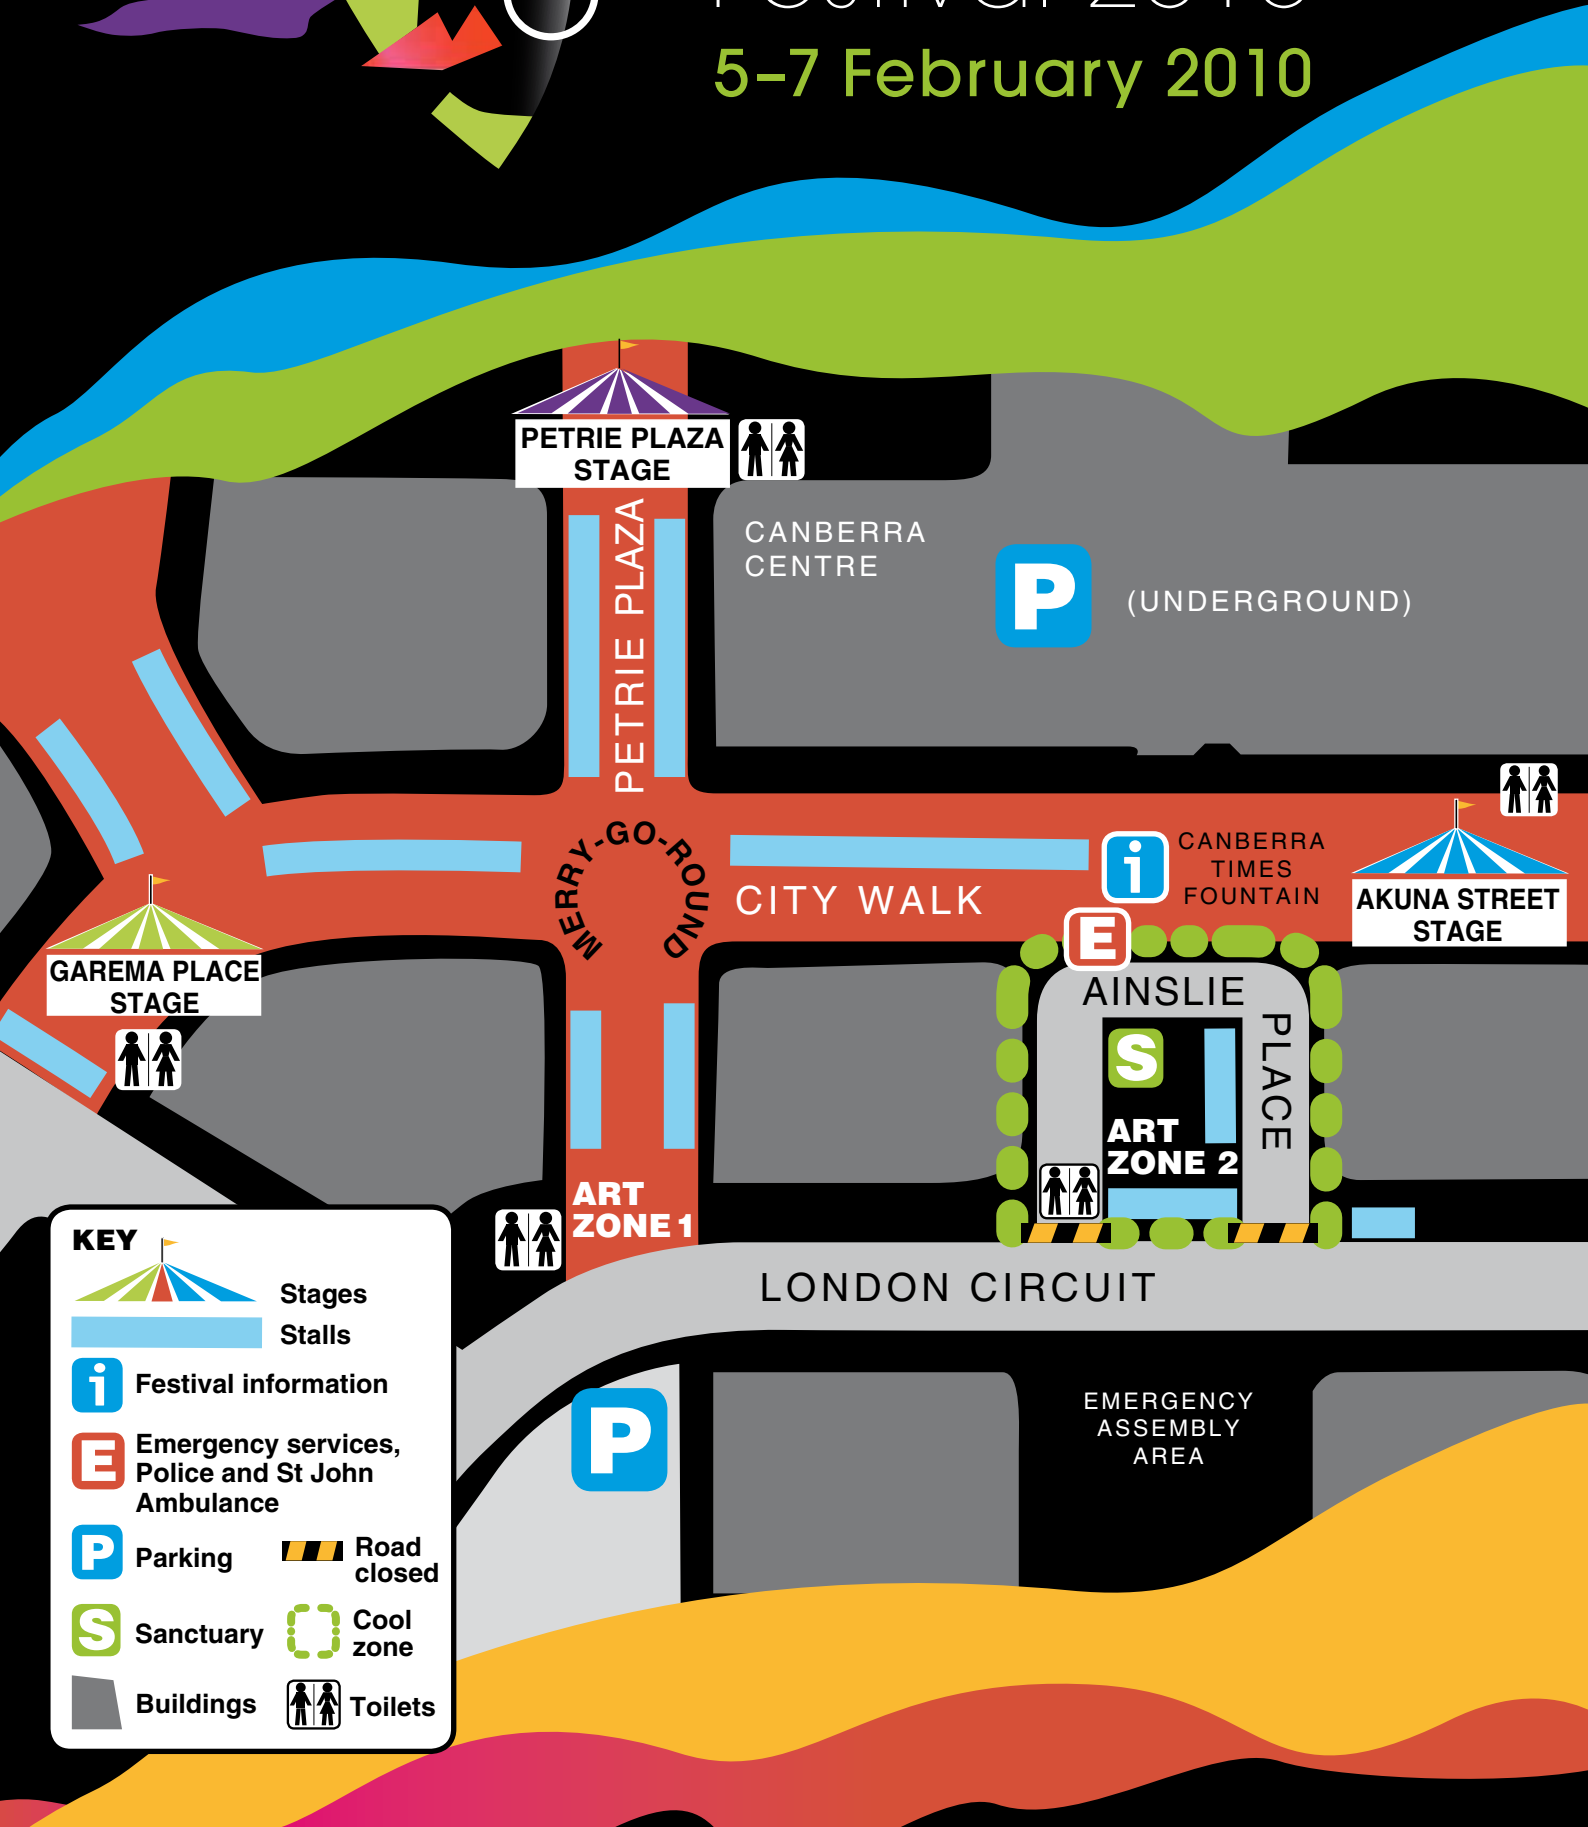 Festival 2010
5–7 February 2010
PETRIE PLAZA
STAGE
PETRIE PLAZA
CANBERRA
CENTRE
P
(UNDERGROUND)
MERRY-GO-ROUND
CITY WALK
i
CANBERRA
TIMES
FOUNTAIN
AKUNA STREET
STAGE
E
GAREMA PLACE
STAGE
AINSLIE
PLACE
S
ART
ZONE 2
ART
ZONE 1
LONDON CIRCUIT
P
EMERGENCY
ASSEMBLY
AREA
KEY
Stages
Stalls
i
Festival information
E
Emergency services,
Police and St John
Ambulance
P
Parking
Road
closed
S
Sanctuary
Cool
zone
Buildings
Toilets